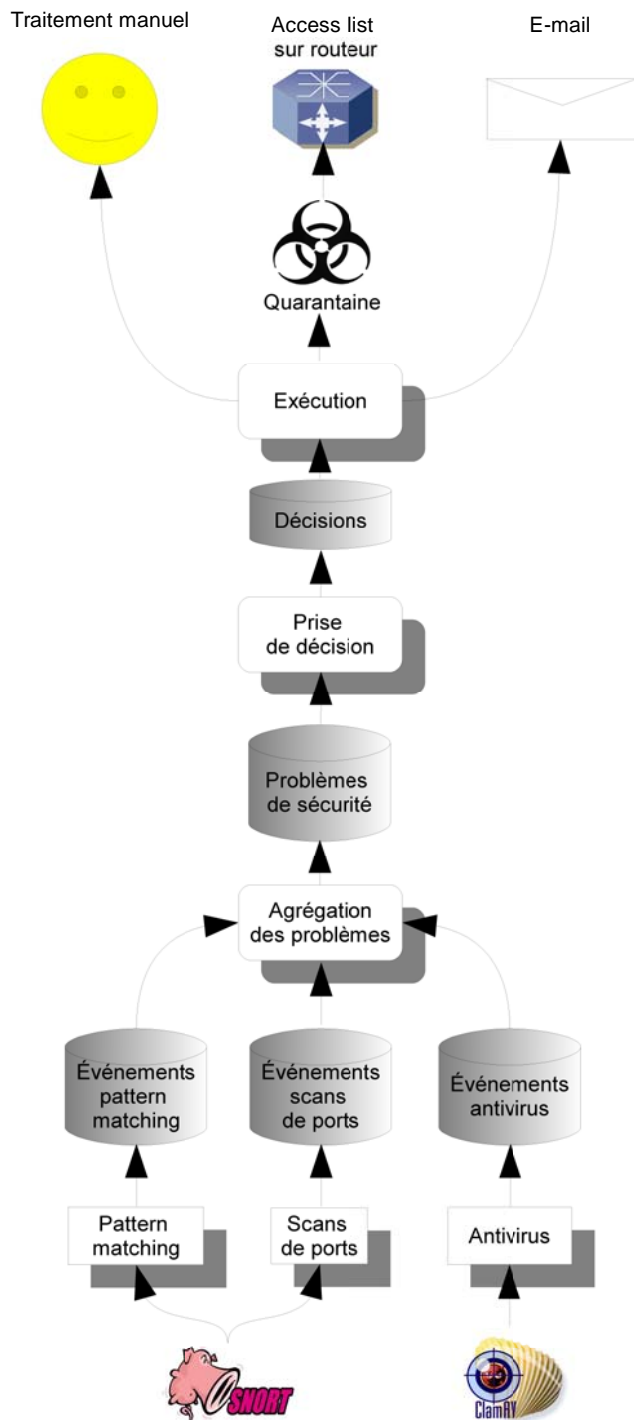 Traitement manuel
Access list
sur routeur
E-mail
Quarantaine
Exécution
Décisions
Prise
de décision
Problèmes
de sécurité
Agrégation
des problèmes
Événements
pattern
matching
Événements
scans
de ports
Événements
antivirus
Pattern
matching
Scans
de ports
Antivirus
SNORT
ClamAV